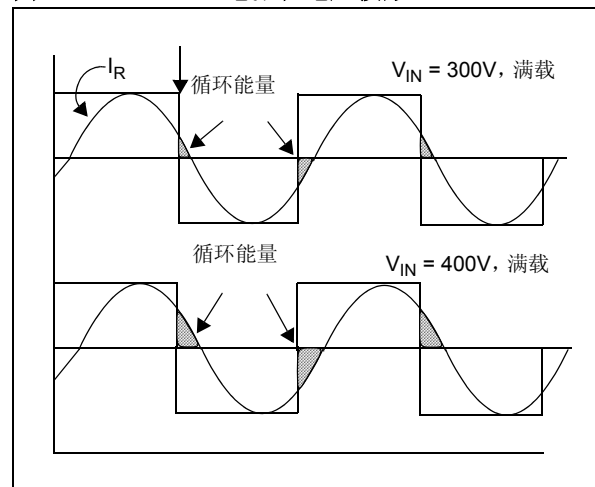 I_R
循环能量
V_IN = 300V, 满载
循环能量
V_IN = 400V, 满载